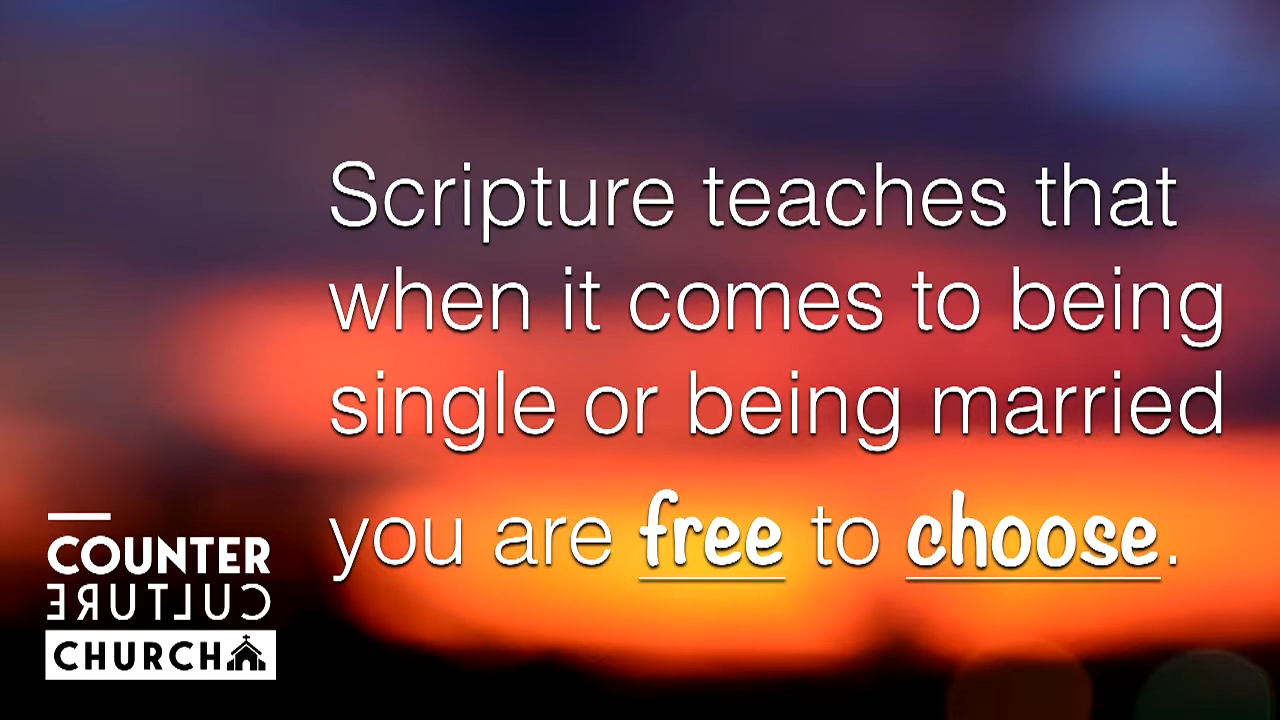 Scripture teaches that
when it comes to being
single or being married
you are free to choose.
COUNTER
CULTURE
CHURCH